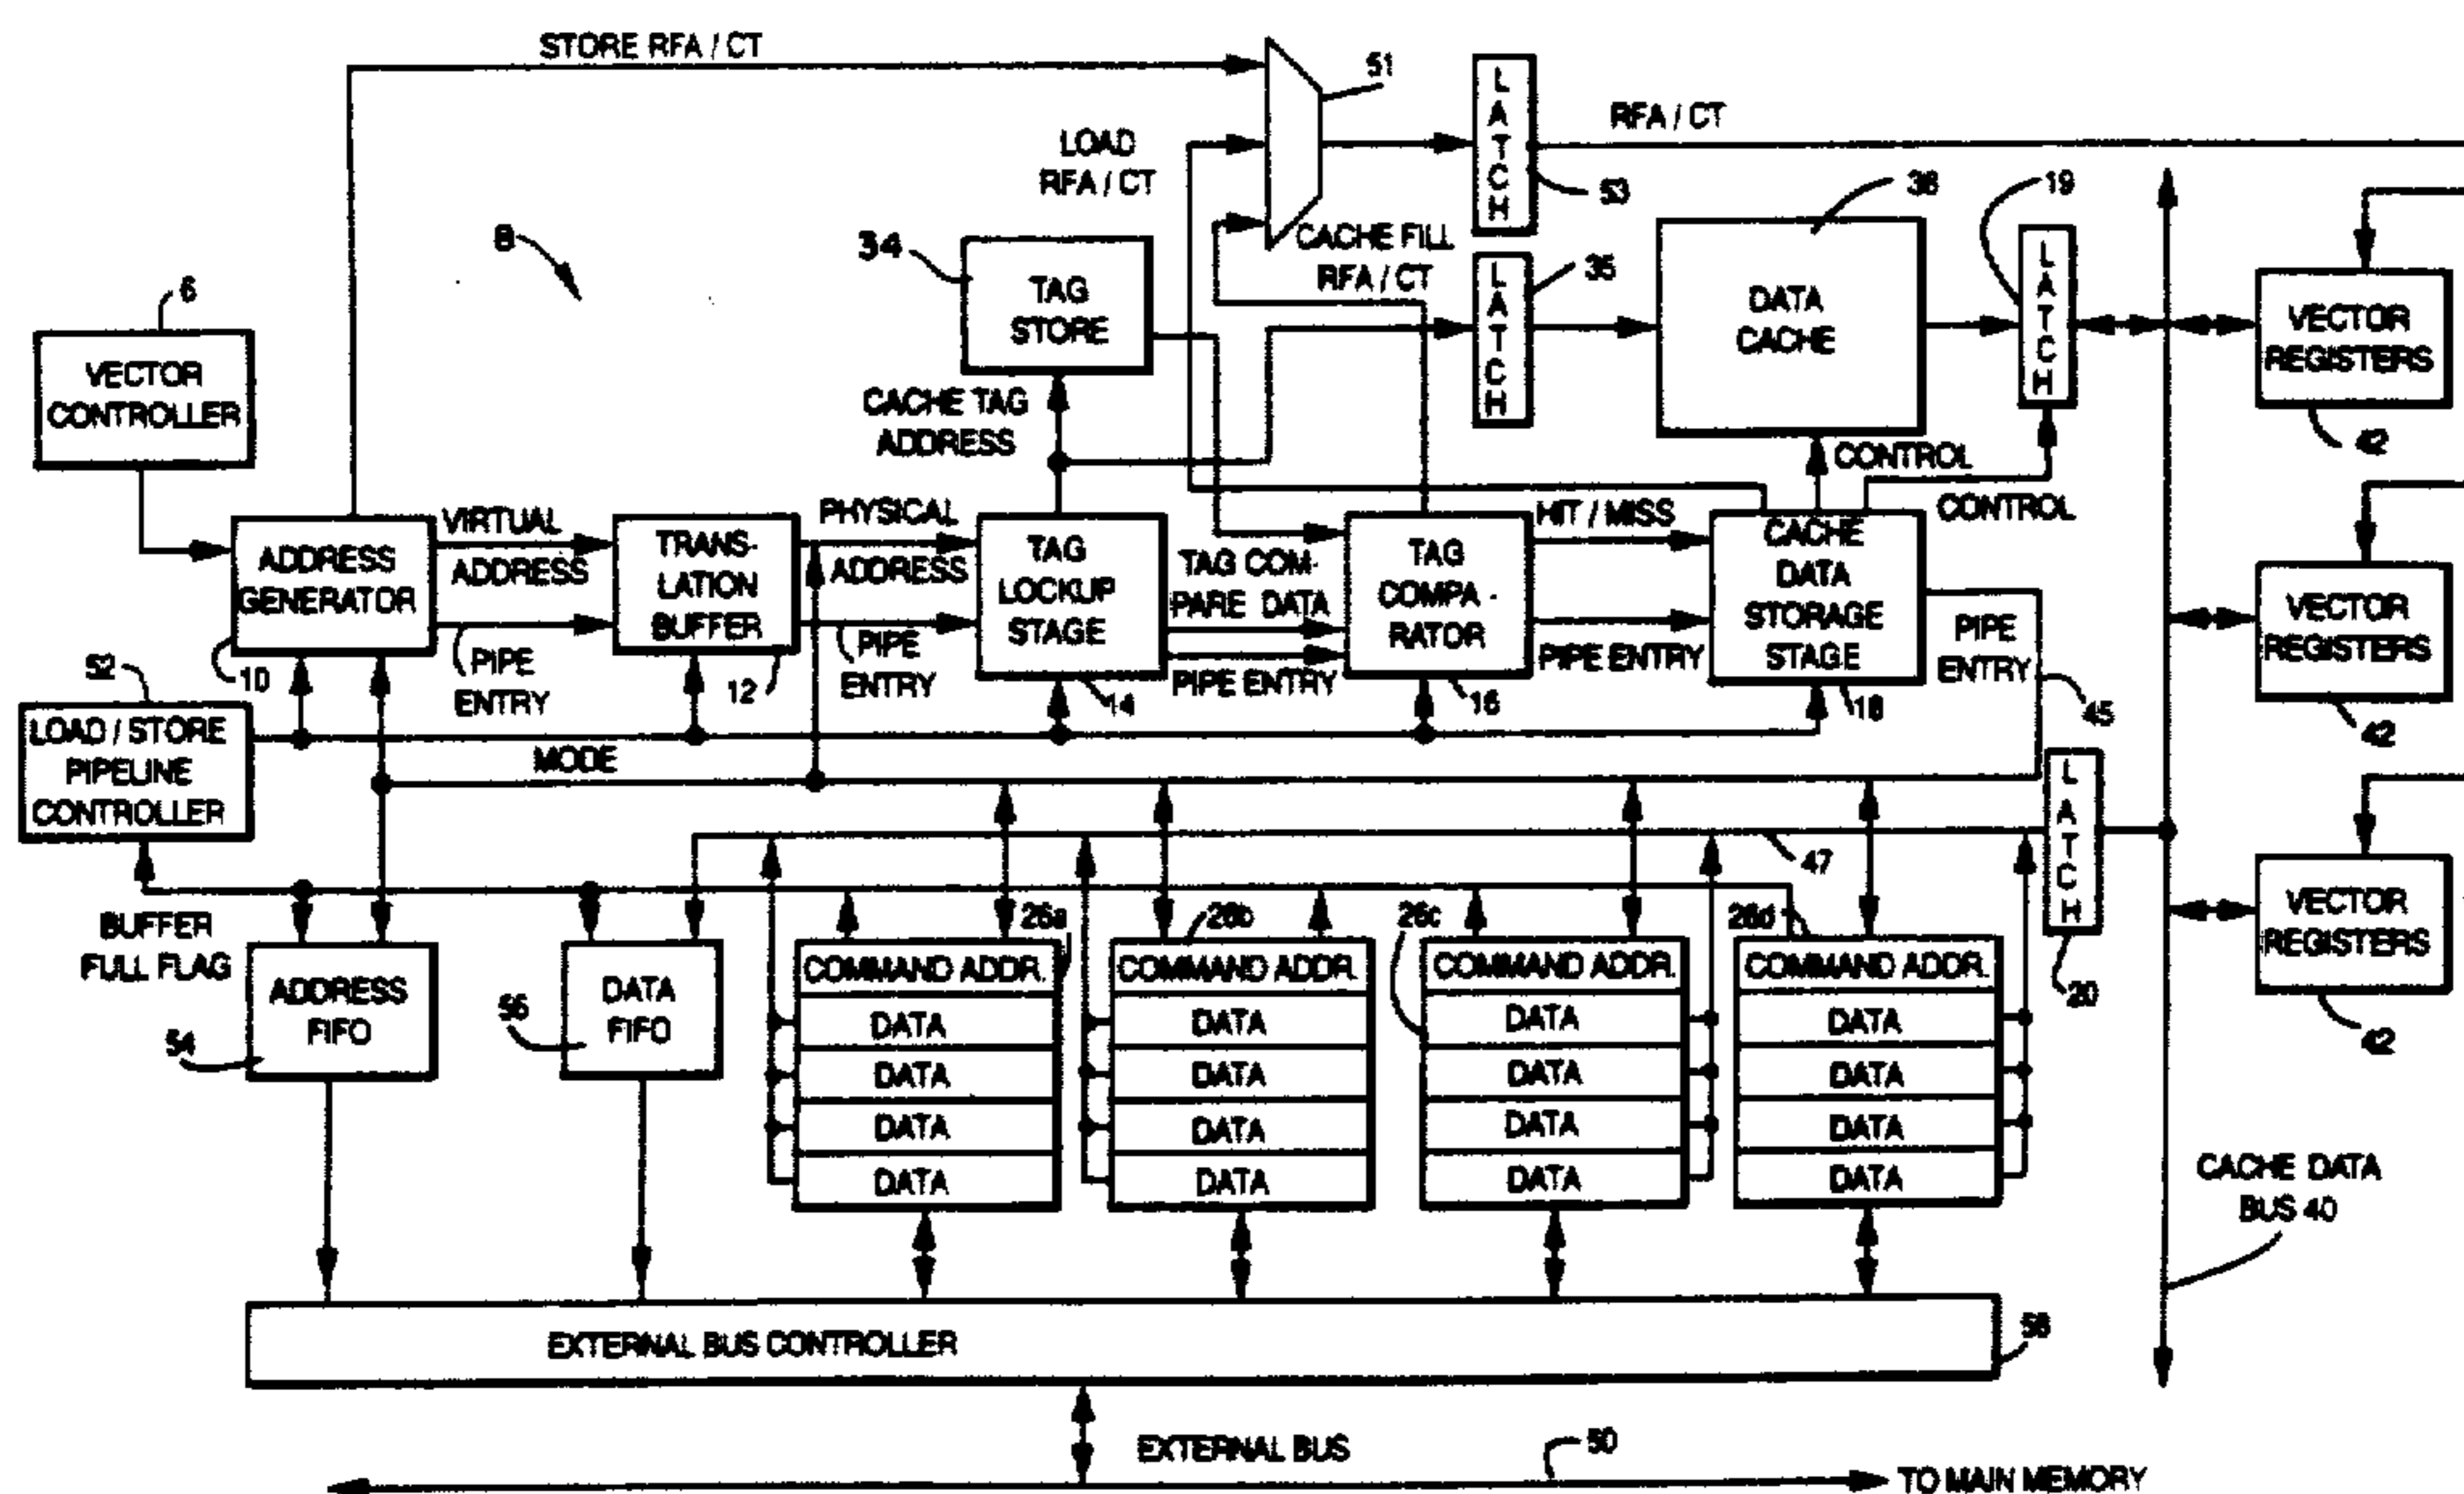 STORE RFA / CT
51
L
A
T
C
H
RFA / CT
LOAD
RFA / CT
53
38
19
8
34
CACHE FILL
RFA / CT
L
A
T
C
H
35
L
A
T
C
H
6
TAG
STORE
DATA
CACHE
VECTOR
REGISTERS
VECTOR
CONTROLLER
CACHE TAG
ADDRESS
42
CONTROL
CONTROL
VIRTUAL
ADDRESS
PHYSICAL
ADDRESS
HIT / MISS
ADDRESS
GENERATOR
TRANS-
LATION
BUFFER
TAG
LOCKUP
STAGE
TAG COM-
PARE DATA
TAG
COMPA -
RATOR
CACHE
DATA
STORAGE
STAGE
VECTOR
REGISTERS
PIPE
ENTRY
PIPE
ENTRY
PIPE
ENTRY
PIPE ENTRY
PIPE ENTRY
52
10
12
14
16
18
45
42
LOAD / STORE
PIPELINE
CONTROLLER
MODE
L
A
T
C
H
47
VECTOR
REGISTERS
BUFFER
FULL FLAG
26a
26b
26c
26d
20
42
ADDRESS
FIFO
54
DATA
FIFO
COMMAND ADDR.
DATA
DATA
DATA
DATA
COMMAND ADDR.
DATA
DATA
DATA
DATA
COMMAND ADDR.
DATA
DATA
DATA
DATA
COMMAND ADDR.
DATA
DATA
DATA
DATA
CACHE DATA
BUS 40
EXTERNAL BUS CONTROLLER
EXTERNAL BUS
50
TO MAIN MEMORY